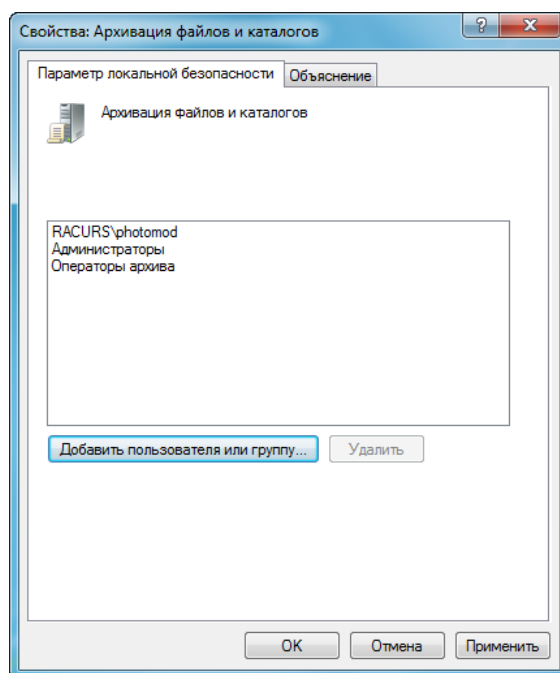 Свойства: Архивация файлов и каталогов
Параметр локальной безопасности
Объяснение
Архивация файлов и каталогов
RACURS\photomod
Администраторы
Операторы архива
Добавить пользователя или группу...
Удалить
OK
Отмена
Применить